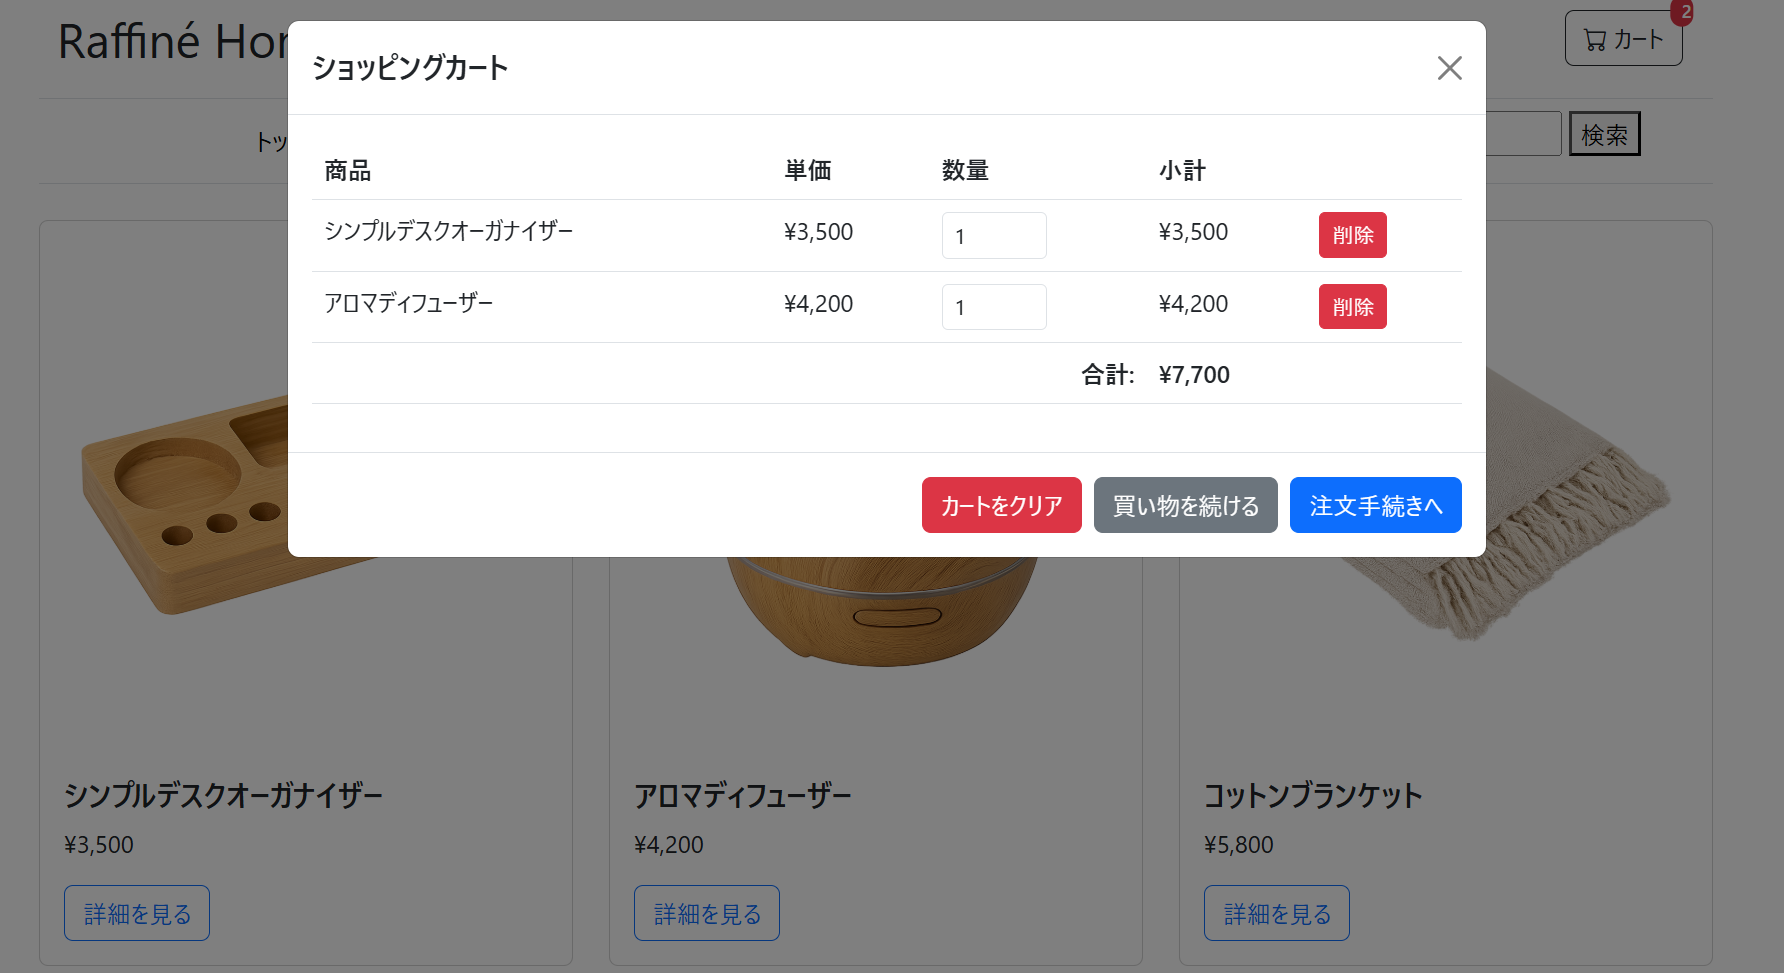 Raffiné Hor
2
カート
ショッピングカート
トッ
検索
商品 単価 数量 小計
シンプルデスクオーガナイザー ¥3,500 1 ¥3,500 削除
アロマディフューザー ¥4,200 1 ¥4,200 削除
合計: ¥7,700
カートをクリア 買い物を続ける 注文手続きへ
シンプルデスクオーガナイザー
¥3,500
詳細を見る
アロマディフューザー
¥4,200
詳細を見る
コットンブランケット
¥5,800
詳細を見る